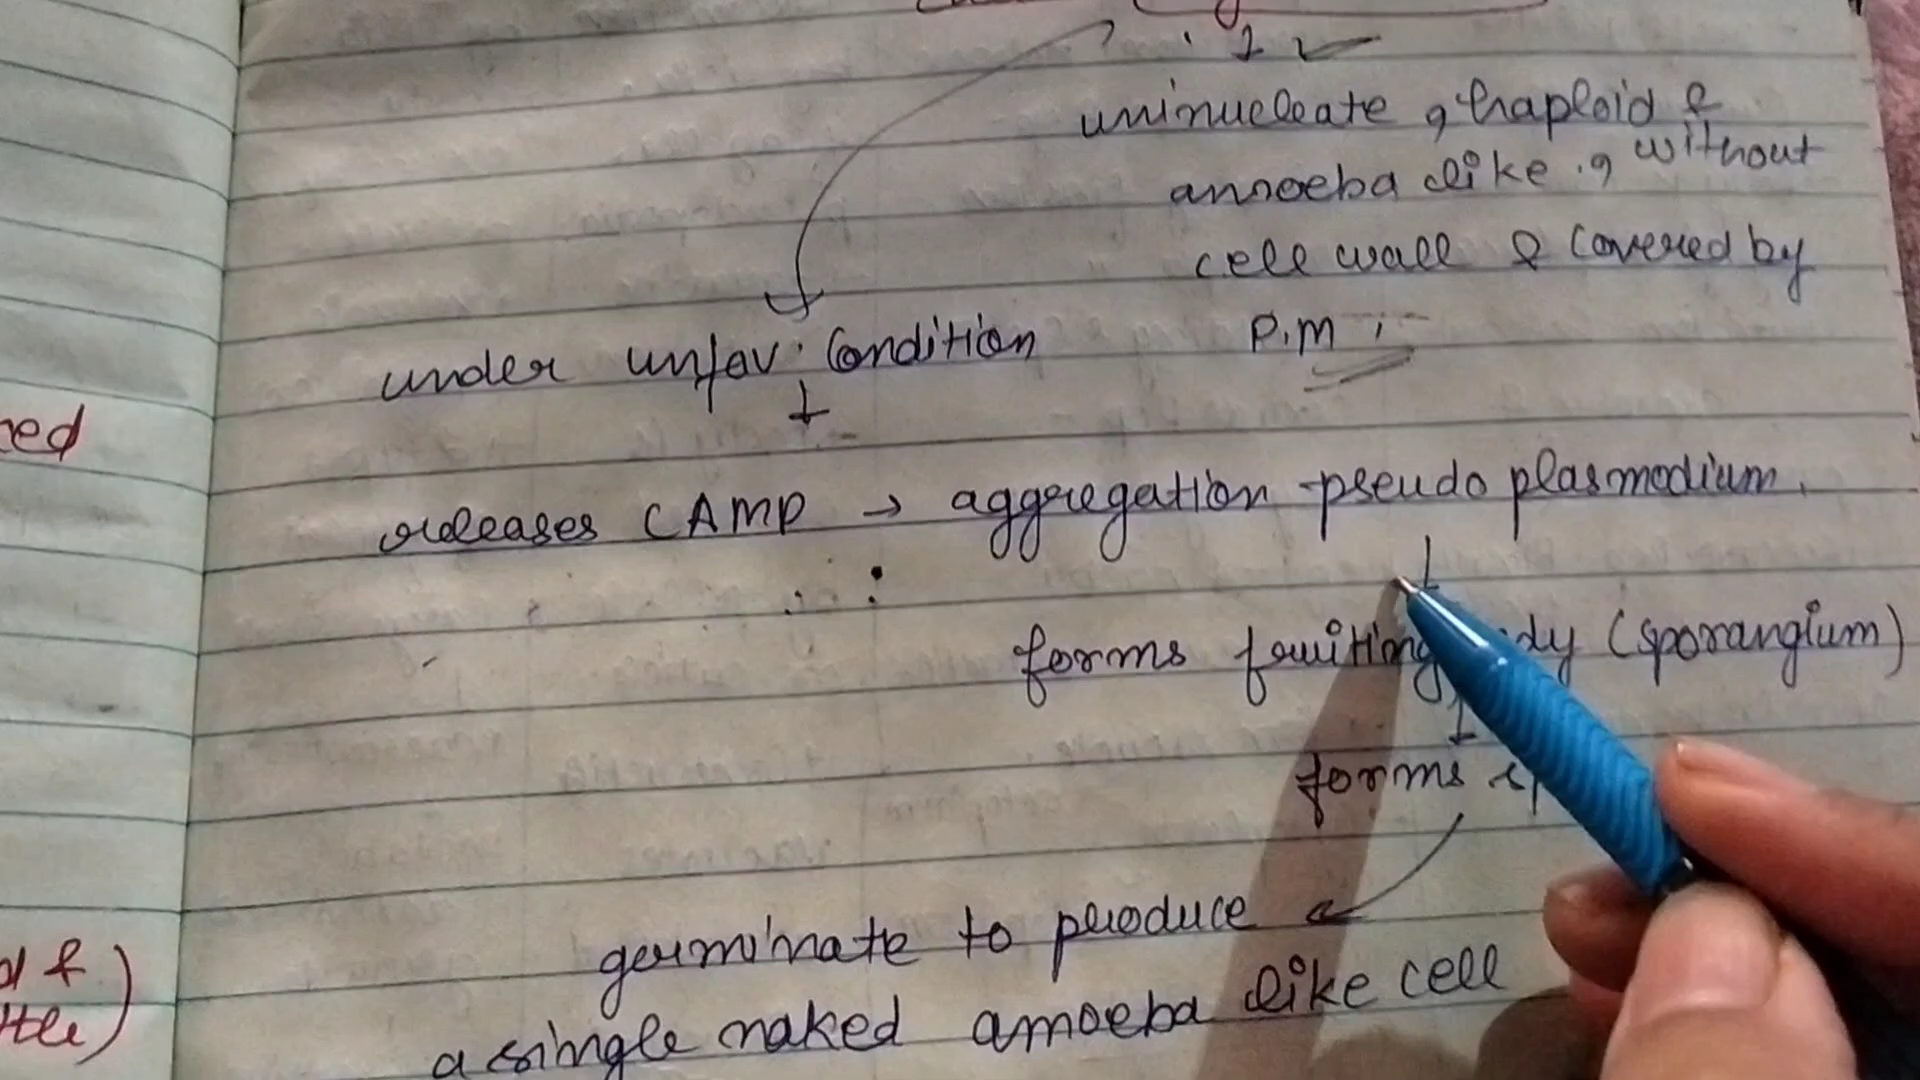 uninucleate, haploid &
amoeba like, without
cell wall & covered by
P.M.
under unfav. condition
releases CAMP → aggregation - pseudo plasmodium.
forms fruiting (sporangium)
forms
germinate to produce
a single naked amoeba like cell